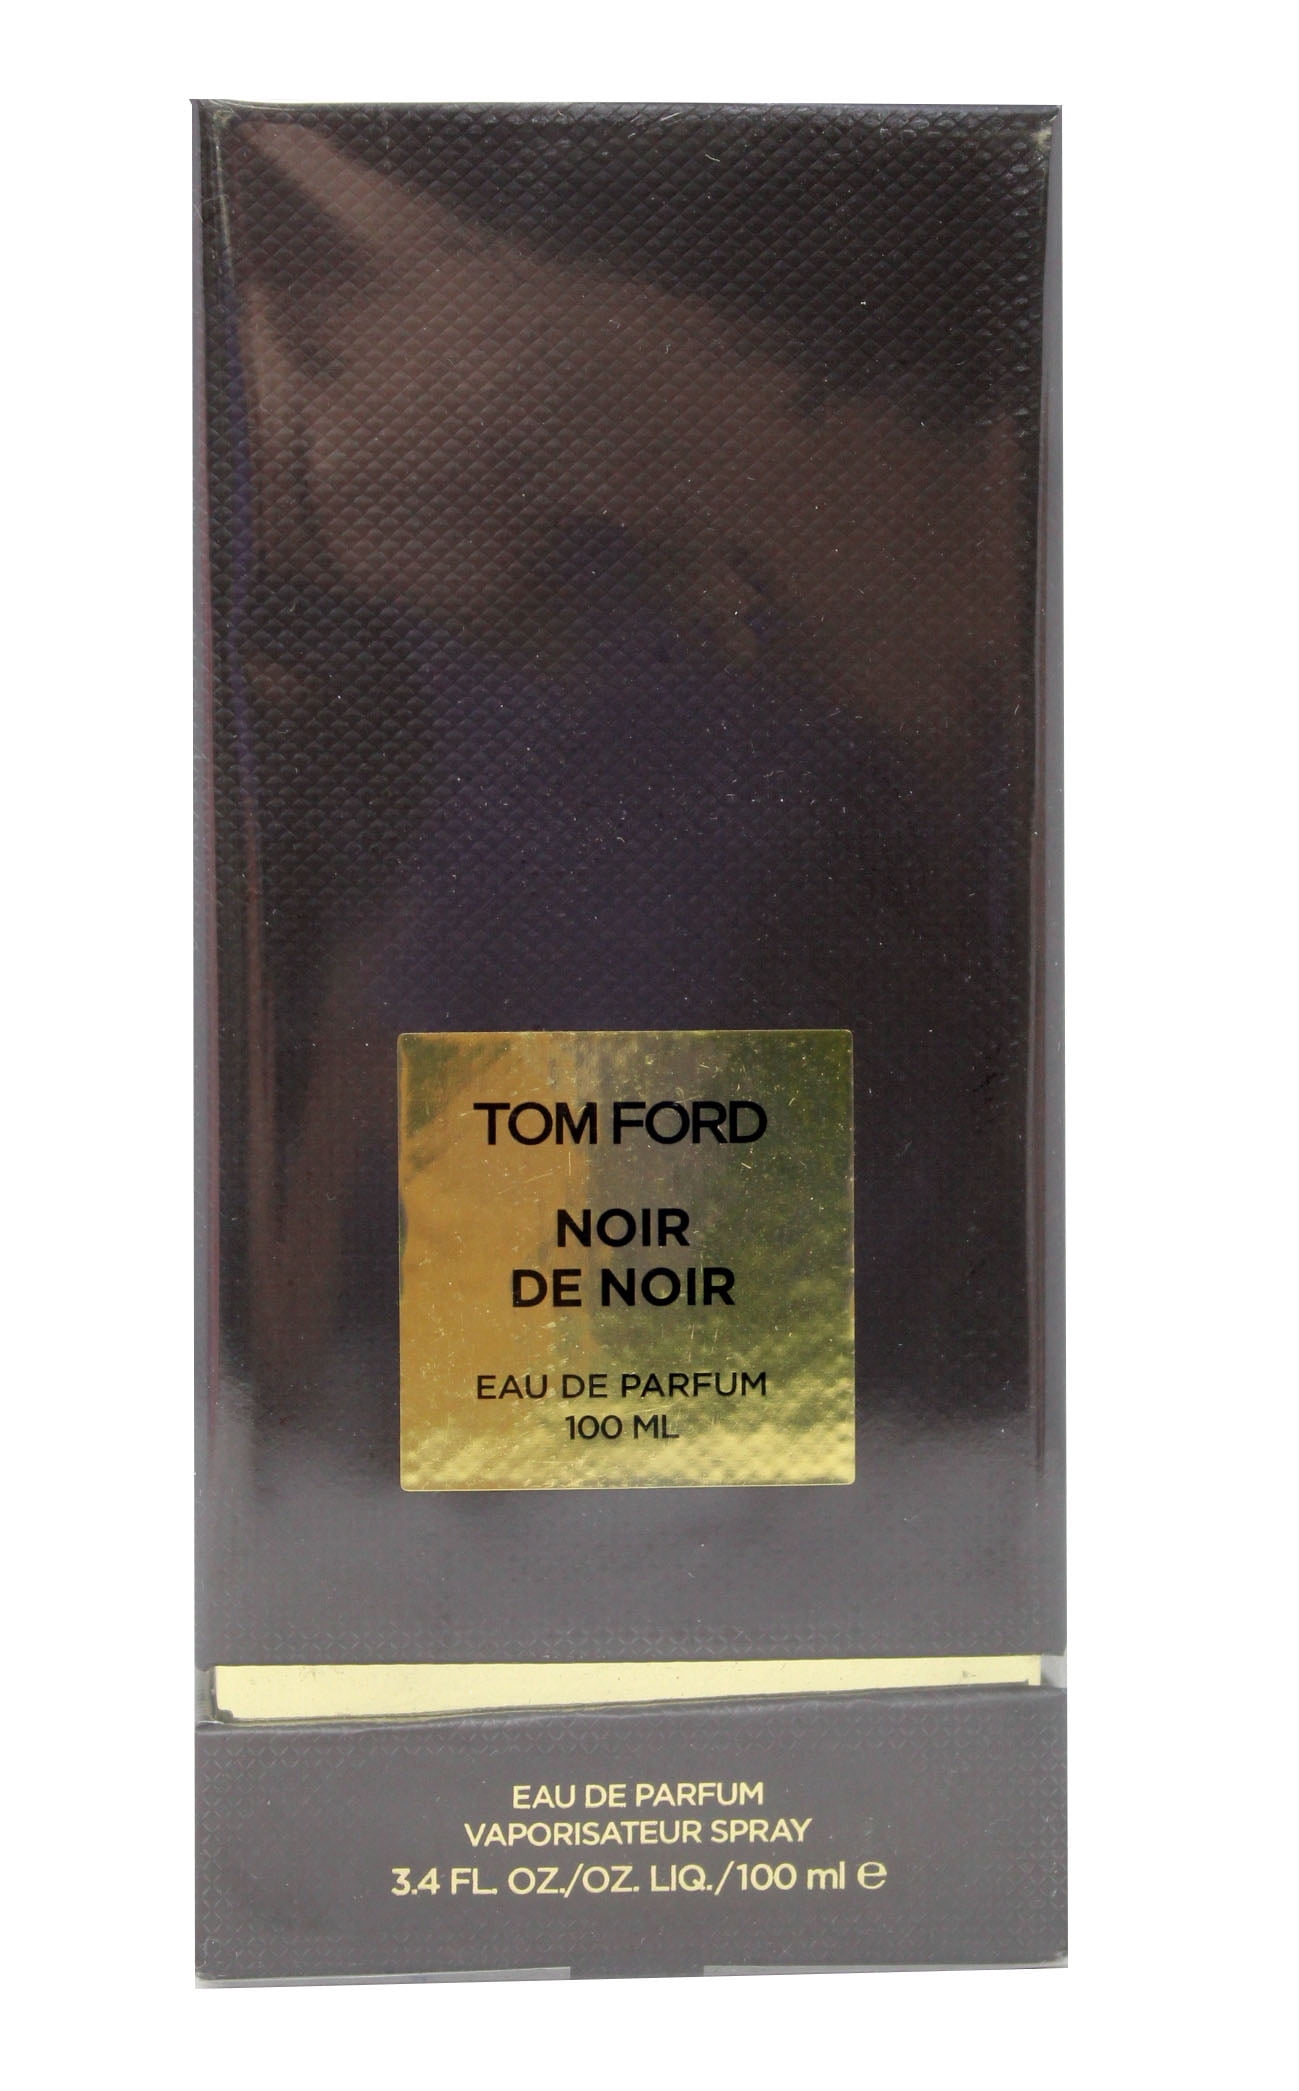 TOM FORD
NOIR
DE NOIR
EAU DE PARFUM
100 ML
EAU DE PARFUM
VAPORISATEUR SPRAY
3.4 FL. OZ./OZ. LIQ./100 ml ℮